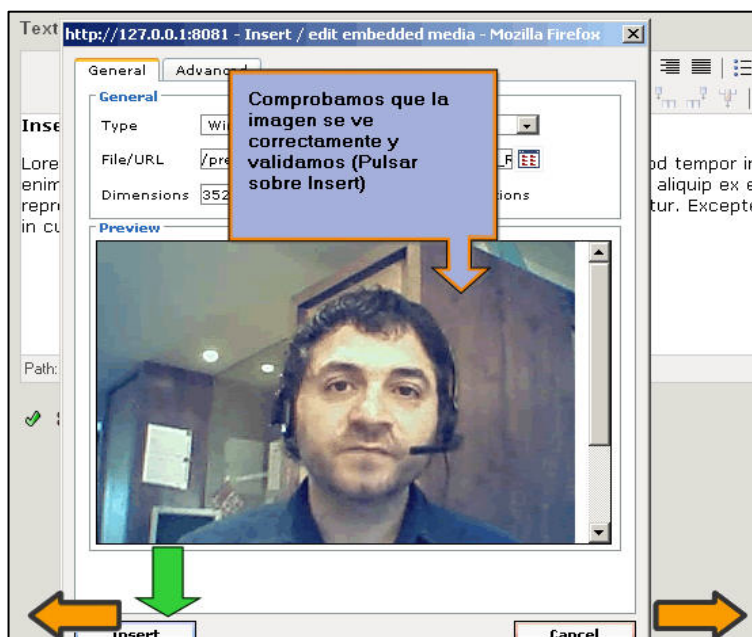 Text
http://127.0.0.1:8081 - Insert / edit embedded media - Mozilla Firefox
General Advanced
General
Comprobamos que la
imagen se ve
correctamente y
validamos (Pulsar
sobre Insert)
Type
File/URL
Dimensions 352
Preview
Lore
enim
repr
in cu
od tempor in
aliquip ex e
tur. Excepte
Path:
Insert Cancel